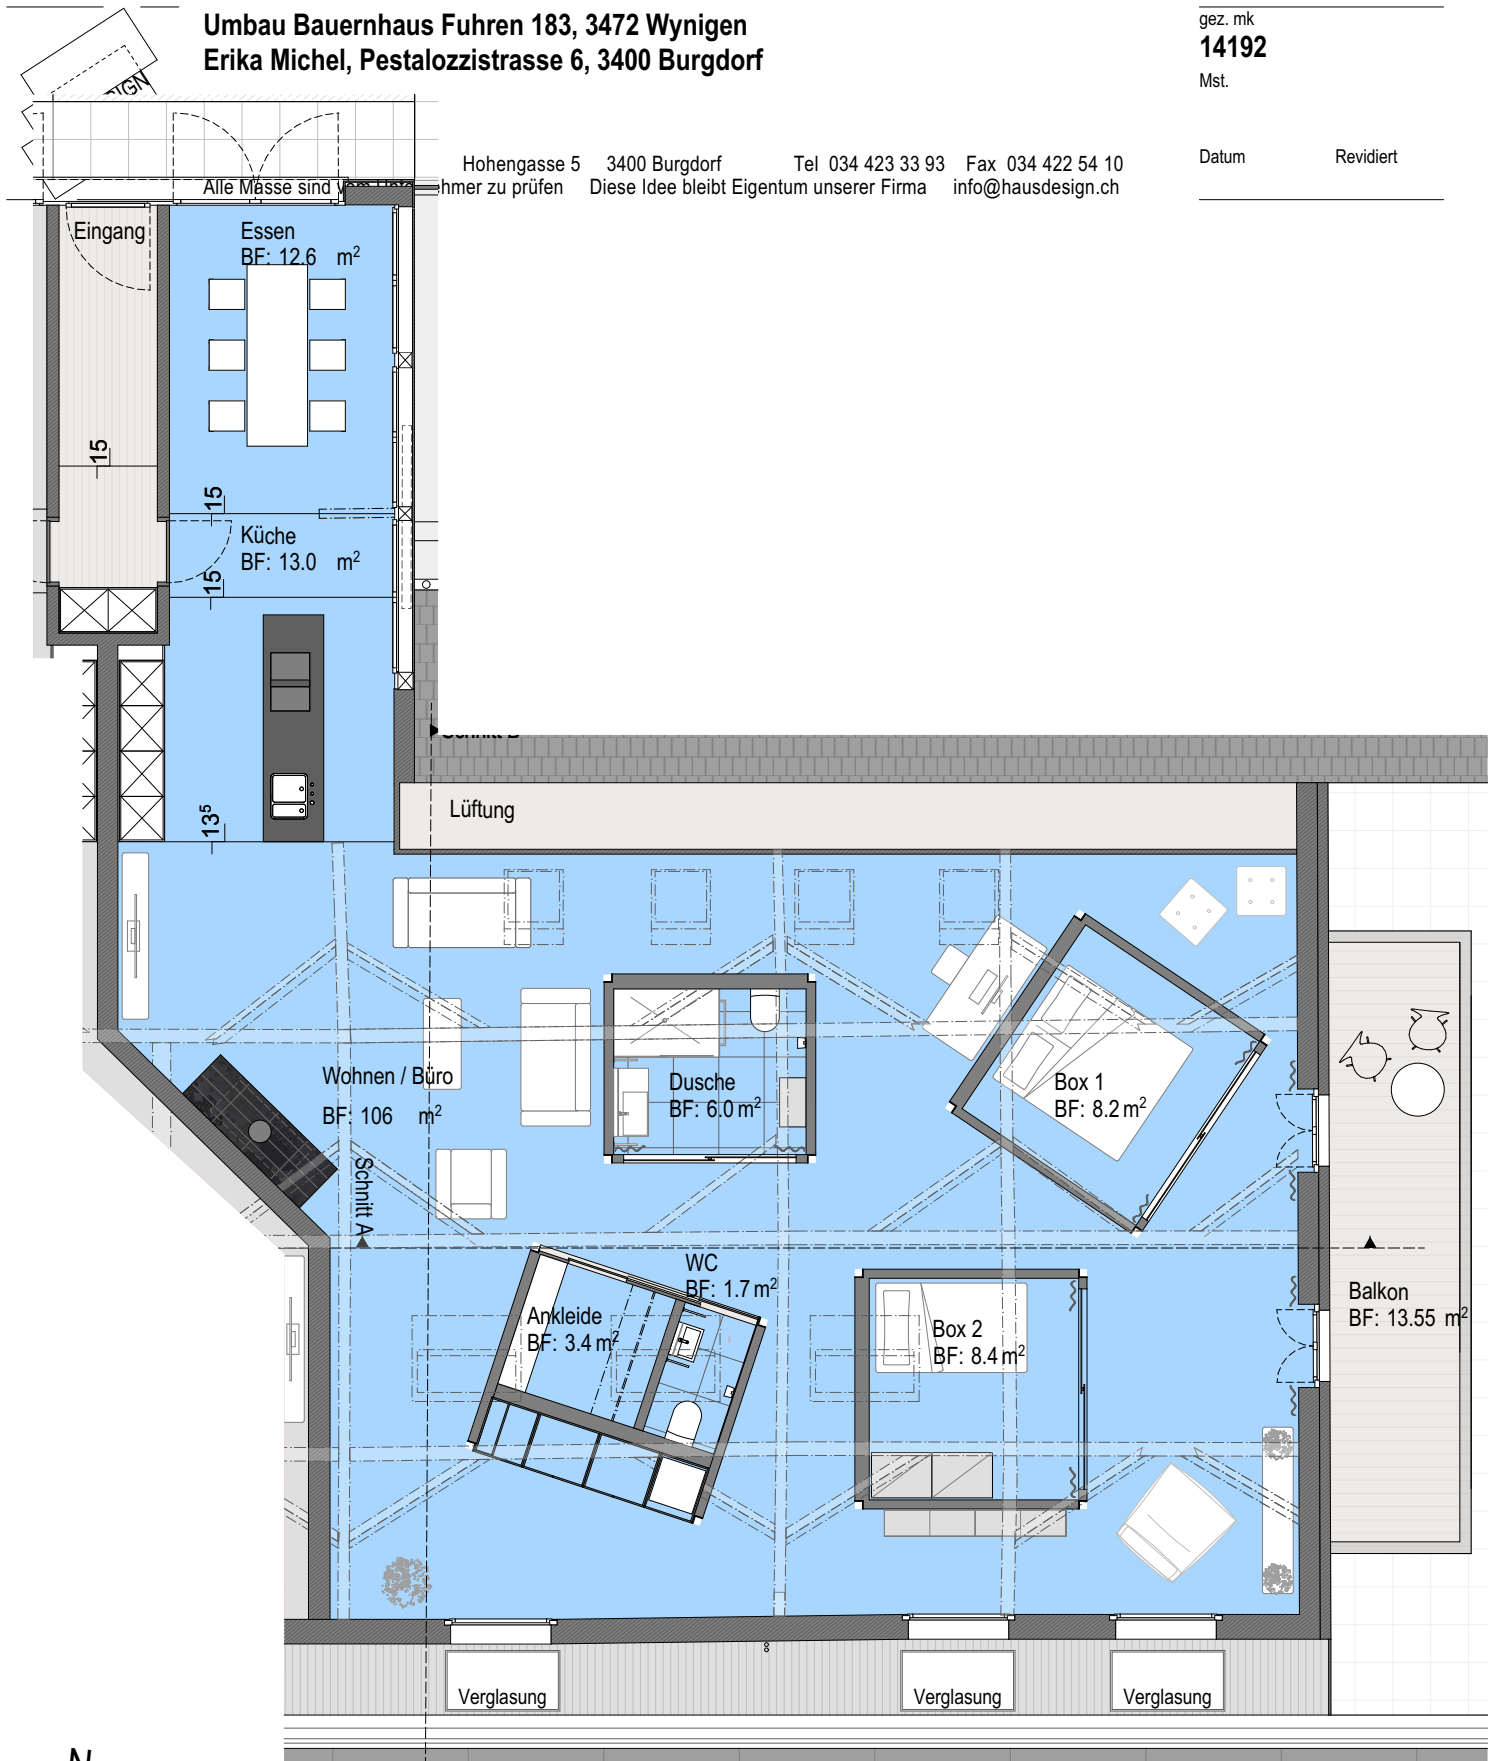 Umbau Bauernhaus Fuhren 183, 3472 Wynigen
Erika Michel, Pestalozzistrasse 6, 3400 Burgdorf
gez. mk
14192
Mst.
Datum Revidiert
Hohengasse 5 3400 Burgdorf Tel 034 423 33 93 Fax 034 422 54 10
Alle Masse sind hmer zu prüfen Diese Idee bleibt Eigentum unserer Firma info@hausdesign.ch
Eingang
Essen
BF: 12.6 m²
15
15
Küche
BF: 13.0 m²
15
13⁵
Lüftung
Wohnen / Büro
BF: 106 m²
Dusche
BF: 6.0 m²
Box 1
BF: 8.2 m²
Schnitt A
WC
BF: 1.7 m²
Ankleide
BF: 3.4 m²
Box 2
BF: 8.4 m²
Balkon
BF: 13.55 m²
Verglasung
Verglasung
Verglasung